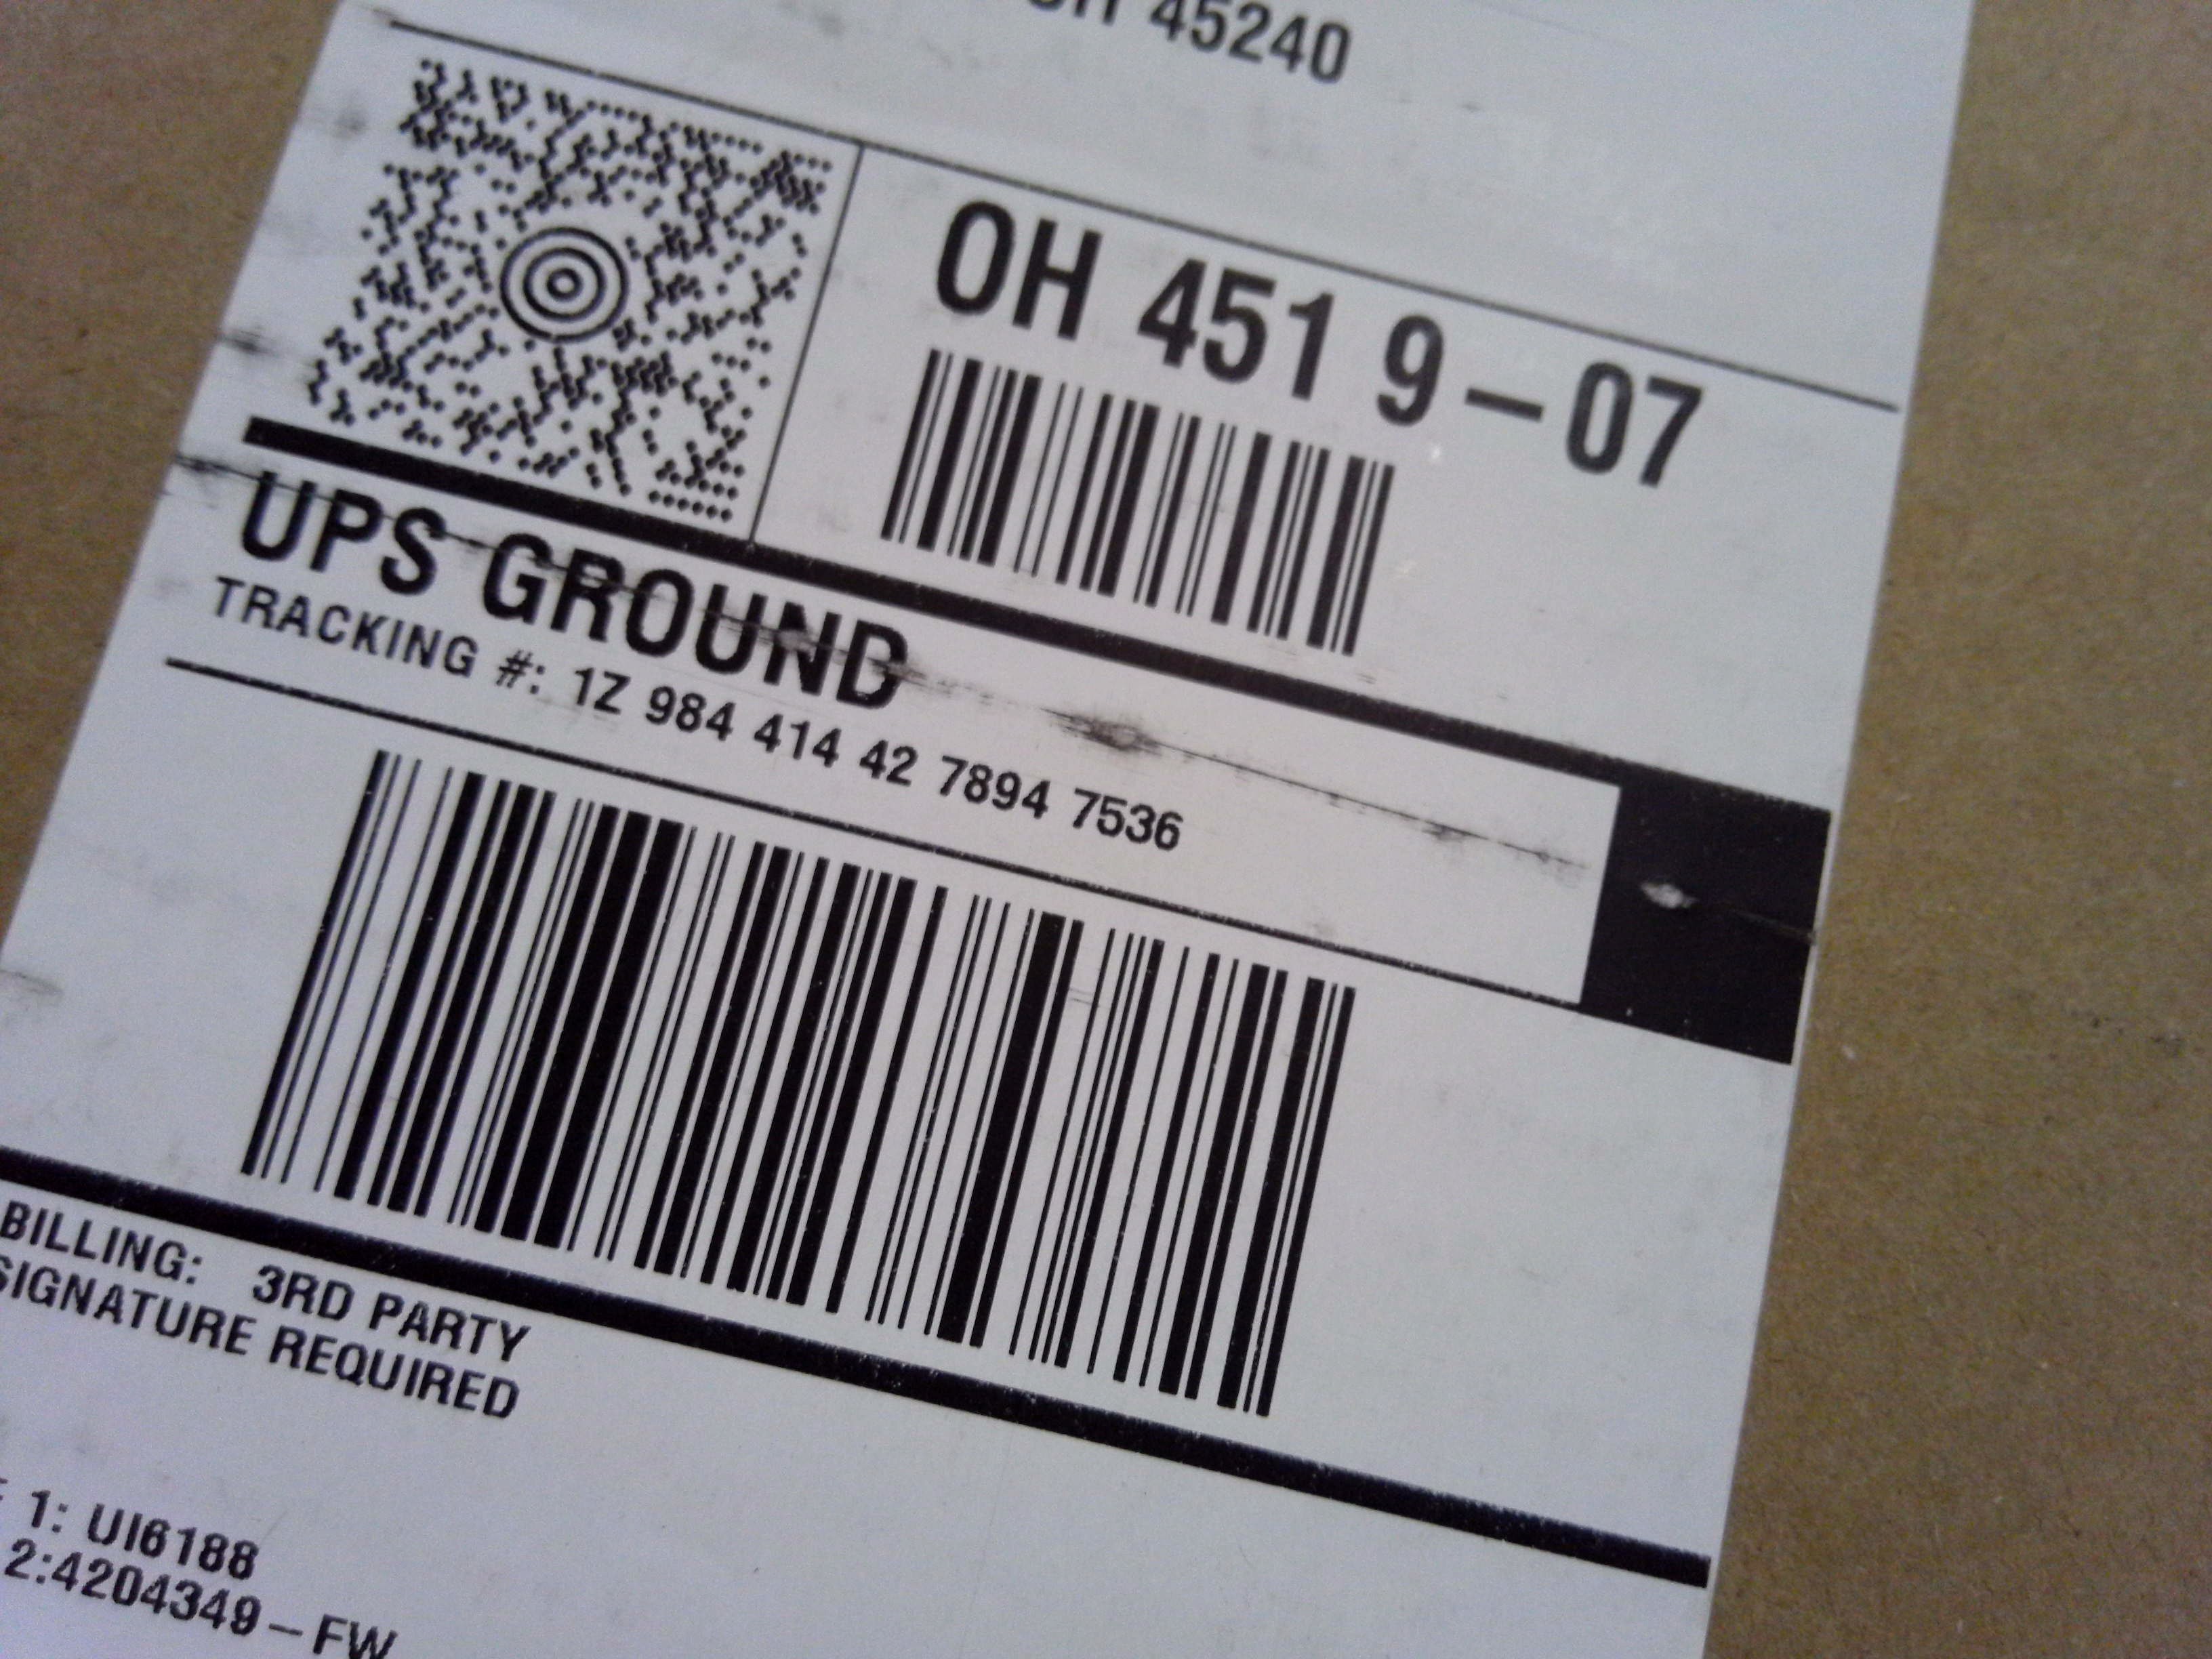 OH 45240
OH 451 9-07
UPS GROUND
TRACKING #: 1Z 984 414 42 7894 7536
BILLING: 3RD PARTY
SIGNATURE REQUIRED
1: UI6188
2:4204349-FW